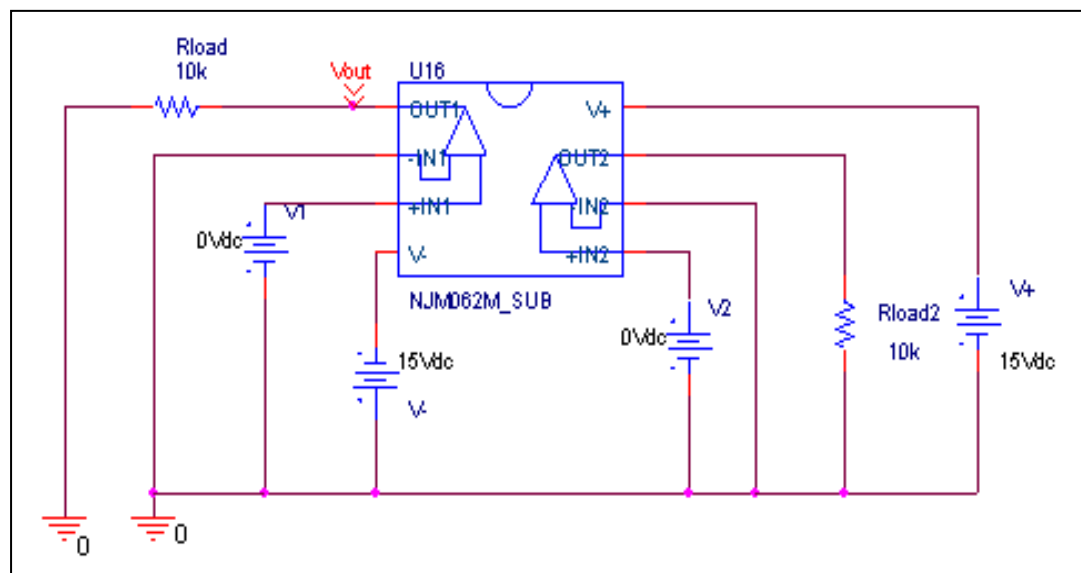 Rload
10k
Vout
U16
OUT1
-IN1
+IN1
V-
V+
OUT2
-IN2
+IN2
NJM062M_SUB
V1
0Vdc
15Vdc
V-
V2
0Vdc
Rload2
10k
V+
15Vdc
0
0